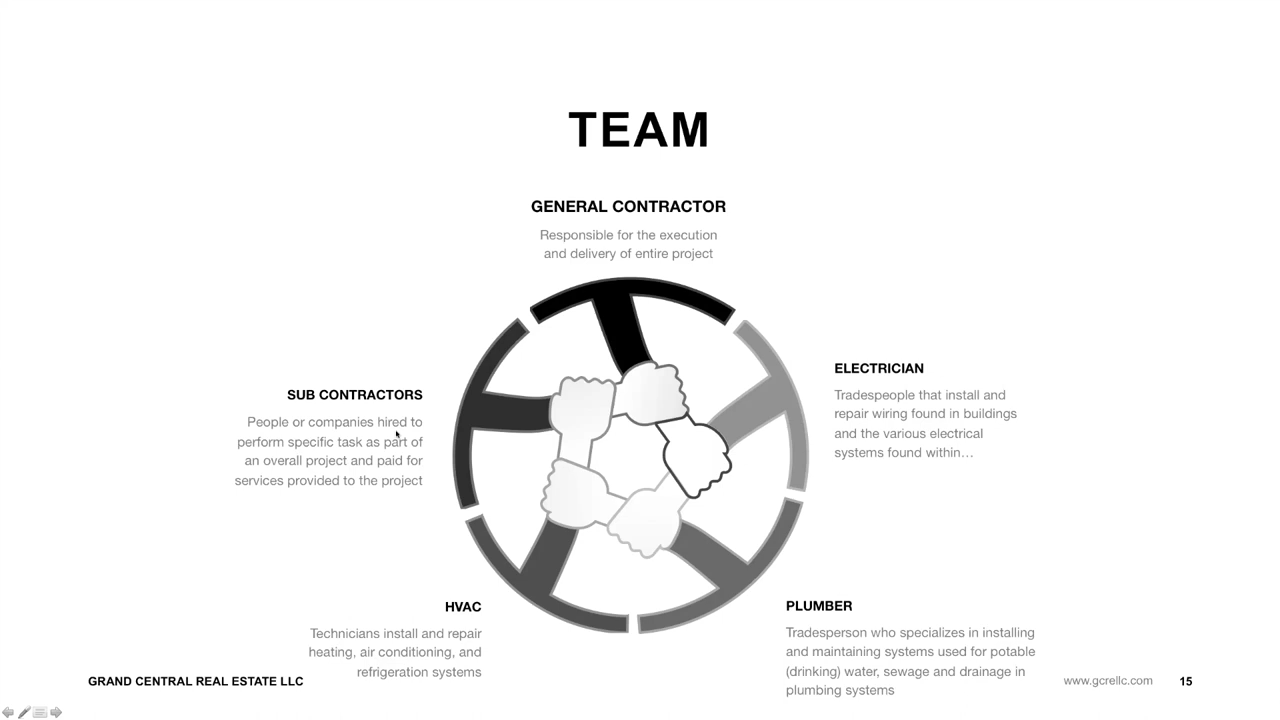 TEAM
GENERAL CONTRACTOR
Responsible for the execution
and delivery of entire project
ELECTRICIAN
Tradespeople that install and
repair wiring found in buildings
and the various electrical
systems found within…
SUB CONTRACTORS
People or companies hired to
perform specific task as part of
an overall project and paid for
services provided to the project
HVAC
Technicians install and repair
heating, air conditioning, and
refrigeration systems
PLUMBER
Tradesperson who specializes in installing
and maintaining systems used for potable
(drinking) water, sewage and drainage in
plumbing systems
GRAND CENTRAL REAL ESTATE LLC
www.gcrellc.com 15